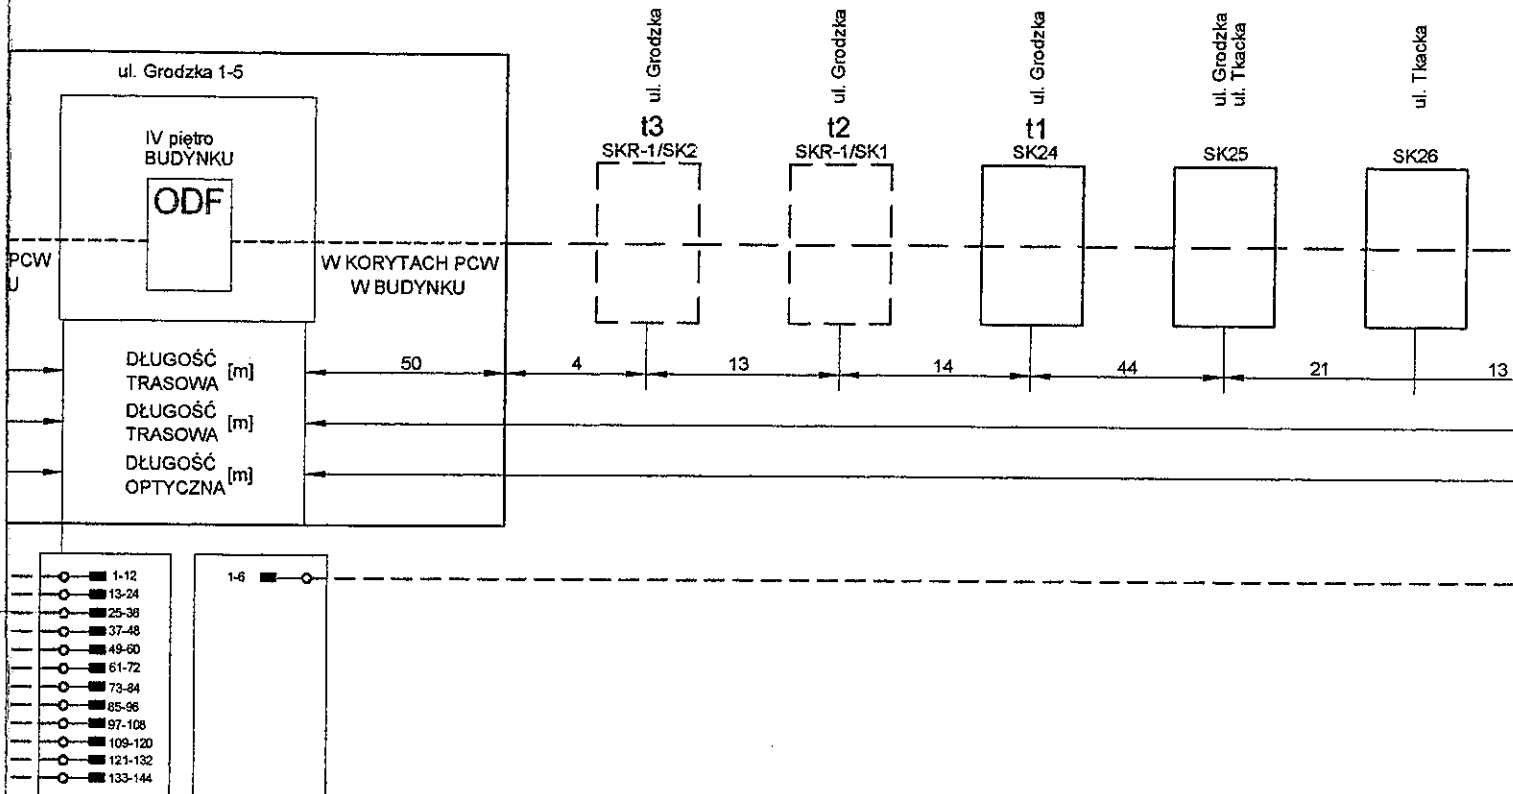 ul. Grodzka 1-5
IV piętro
BUDYNKU
ODF
PCW
U
W KORYTACH PCW
W BUDYNKU
ul. Grodzka
t3
SKR-1/SK2
ul. Grodzka
t2
SKR-1/SK1
ul. Grodzka
t1
SK24
ul. Grodzka
ul. Tkacka
SK25
ul. Tkacka
SK26
DŁUGOŚĆ
TRASOWA [m]
50
4
13
14
44
21
13
DŁUGOŚĆ
TRASOWA [m]
DŁUGOŚĆ
OPTYCZNA [m]
1-12
13-24
25-36
37-48
49-60
61-72
73-84
85-96
97-108
109-120
121-132
133-144
1-6